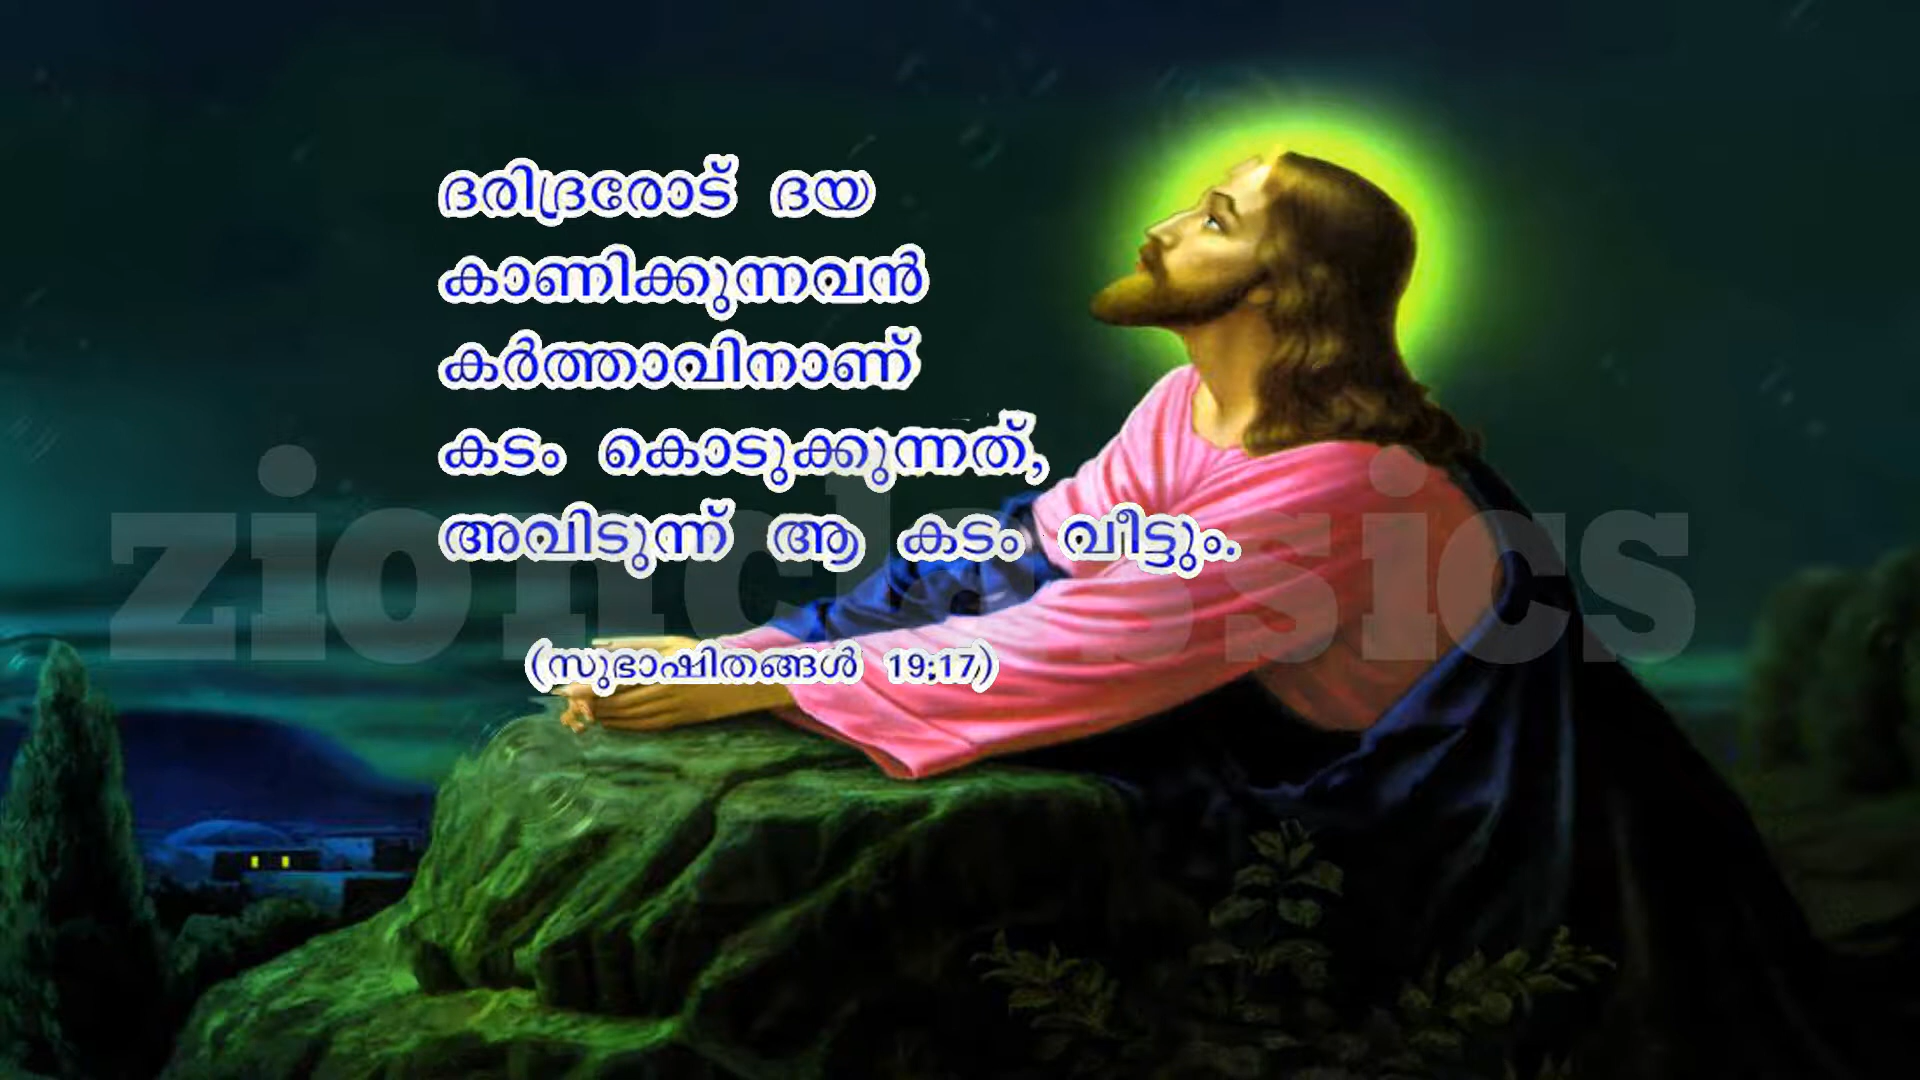 ദരിദ്രരോട് ദയ
കാണിക്കുന്നവൻ
കർത്താവിനാണ്
കടം കൊടുക്കുന്നത്,
അവിടുന്ന് ആ കടം വീട്ടും.
zionclassics
(സുഭാഷിതങ്ങൾ 19:17)